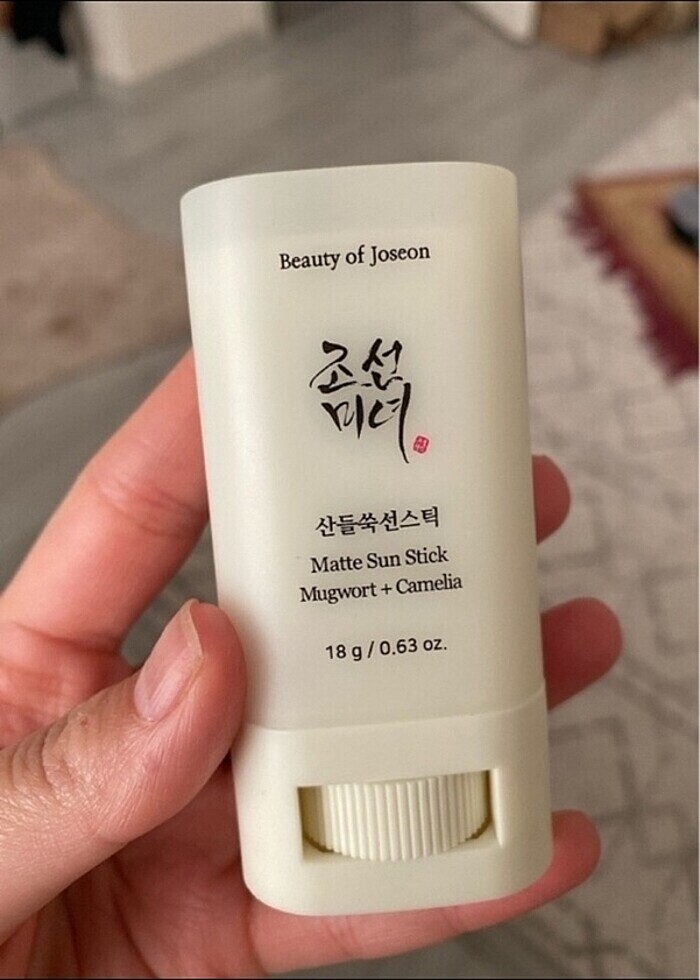 Beauty of Joseon
조선
미녀
산들쑥선스틱
Matte Sun Stick
Mugwort + Camelia
18 g / 0.63 oz.